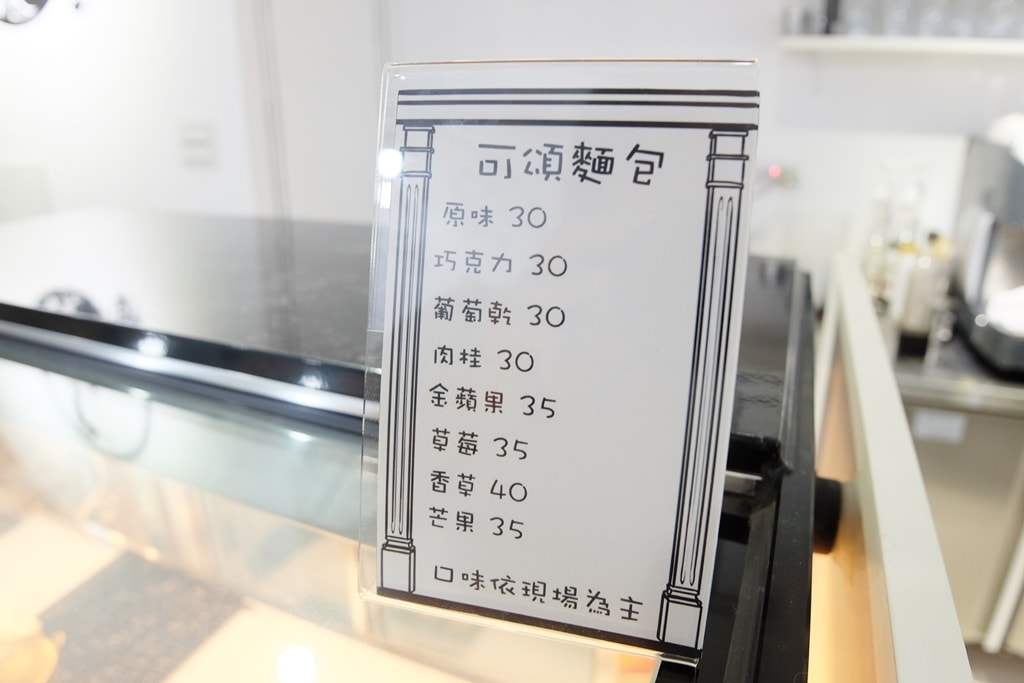 可頌麵包
原味 30
巧克力 30
葡萄乾 30
肉桂 30
金蘋果 35
草莓 35
香草 40
芒果 35
口味依現場為主